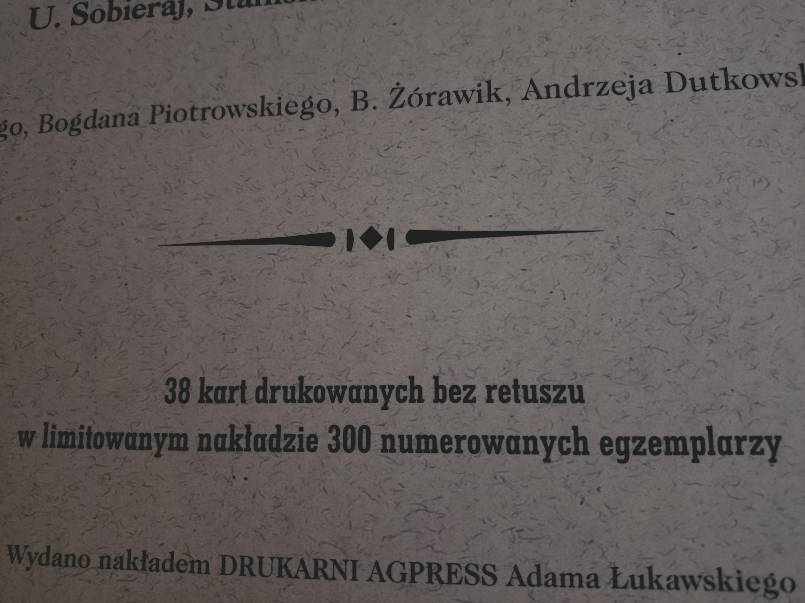 U. Sobieraj,
go, Bogdana Piotrowskiego, B. Żórawik, Andrzeja Dutkowsk
38 kart drukowanych bez retuszu
w limitowanym nakładzie 300 numerowanych egzemplarzy
Wydano nakładem DRUKARNI AGPRESS Adama Łukawskiego